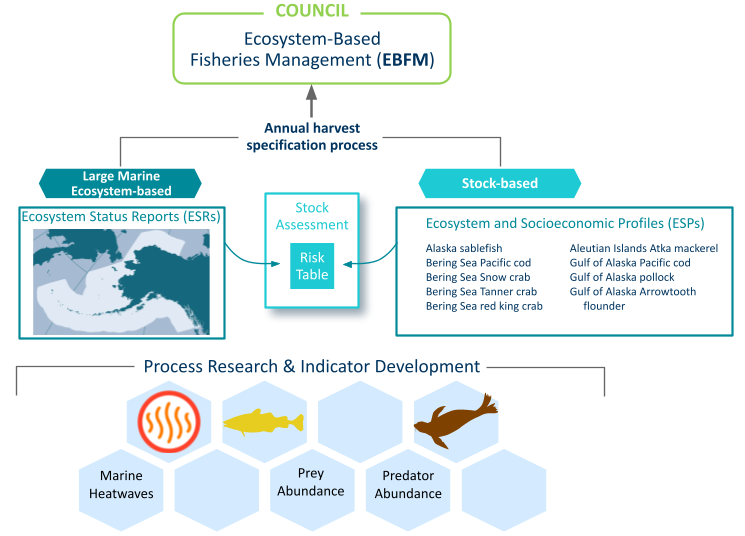 COUNCIL
Ecosystem-Based
Fisheries Management (EBFM)
Annual harvest
specification process
Large Marine
Ecosystem-based
Stock-based
Ecosystem Status Reports (ESRs)
Stock
Assessment
Risk
Table
Ecosystem and Socioeconomic Profiles (ESPs)
Alaska sablefish
Bering Sea Pacific cod
Bering Sea Snow crab
Bering Sea Tanner crab
Bering Sea red king crab
Aleutian Islands Atka mackerel
Gulf of Alaska Pacific cod
Gulf of Alaska pollock
Gulf of Alaska Arrowtooth
flounder
Process Research & Indicator Development
Marine
Heatwaves
Prey
Abundance
Predator
Abundance